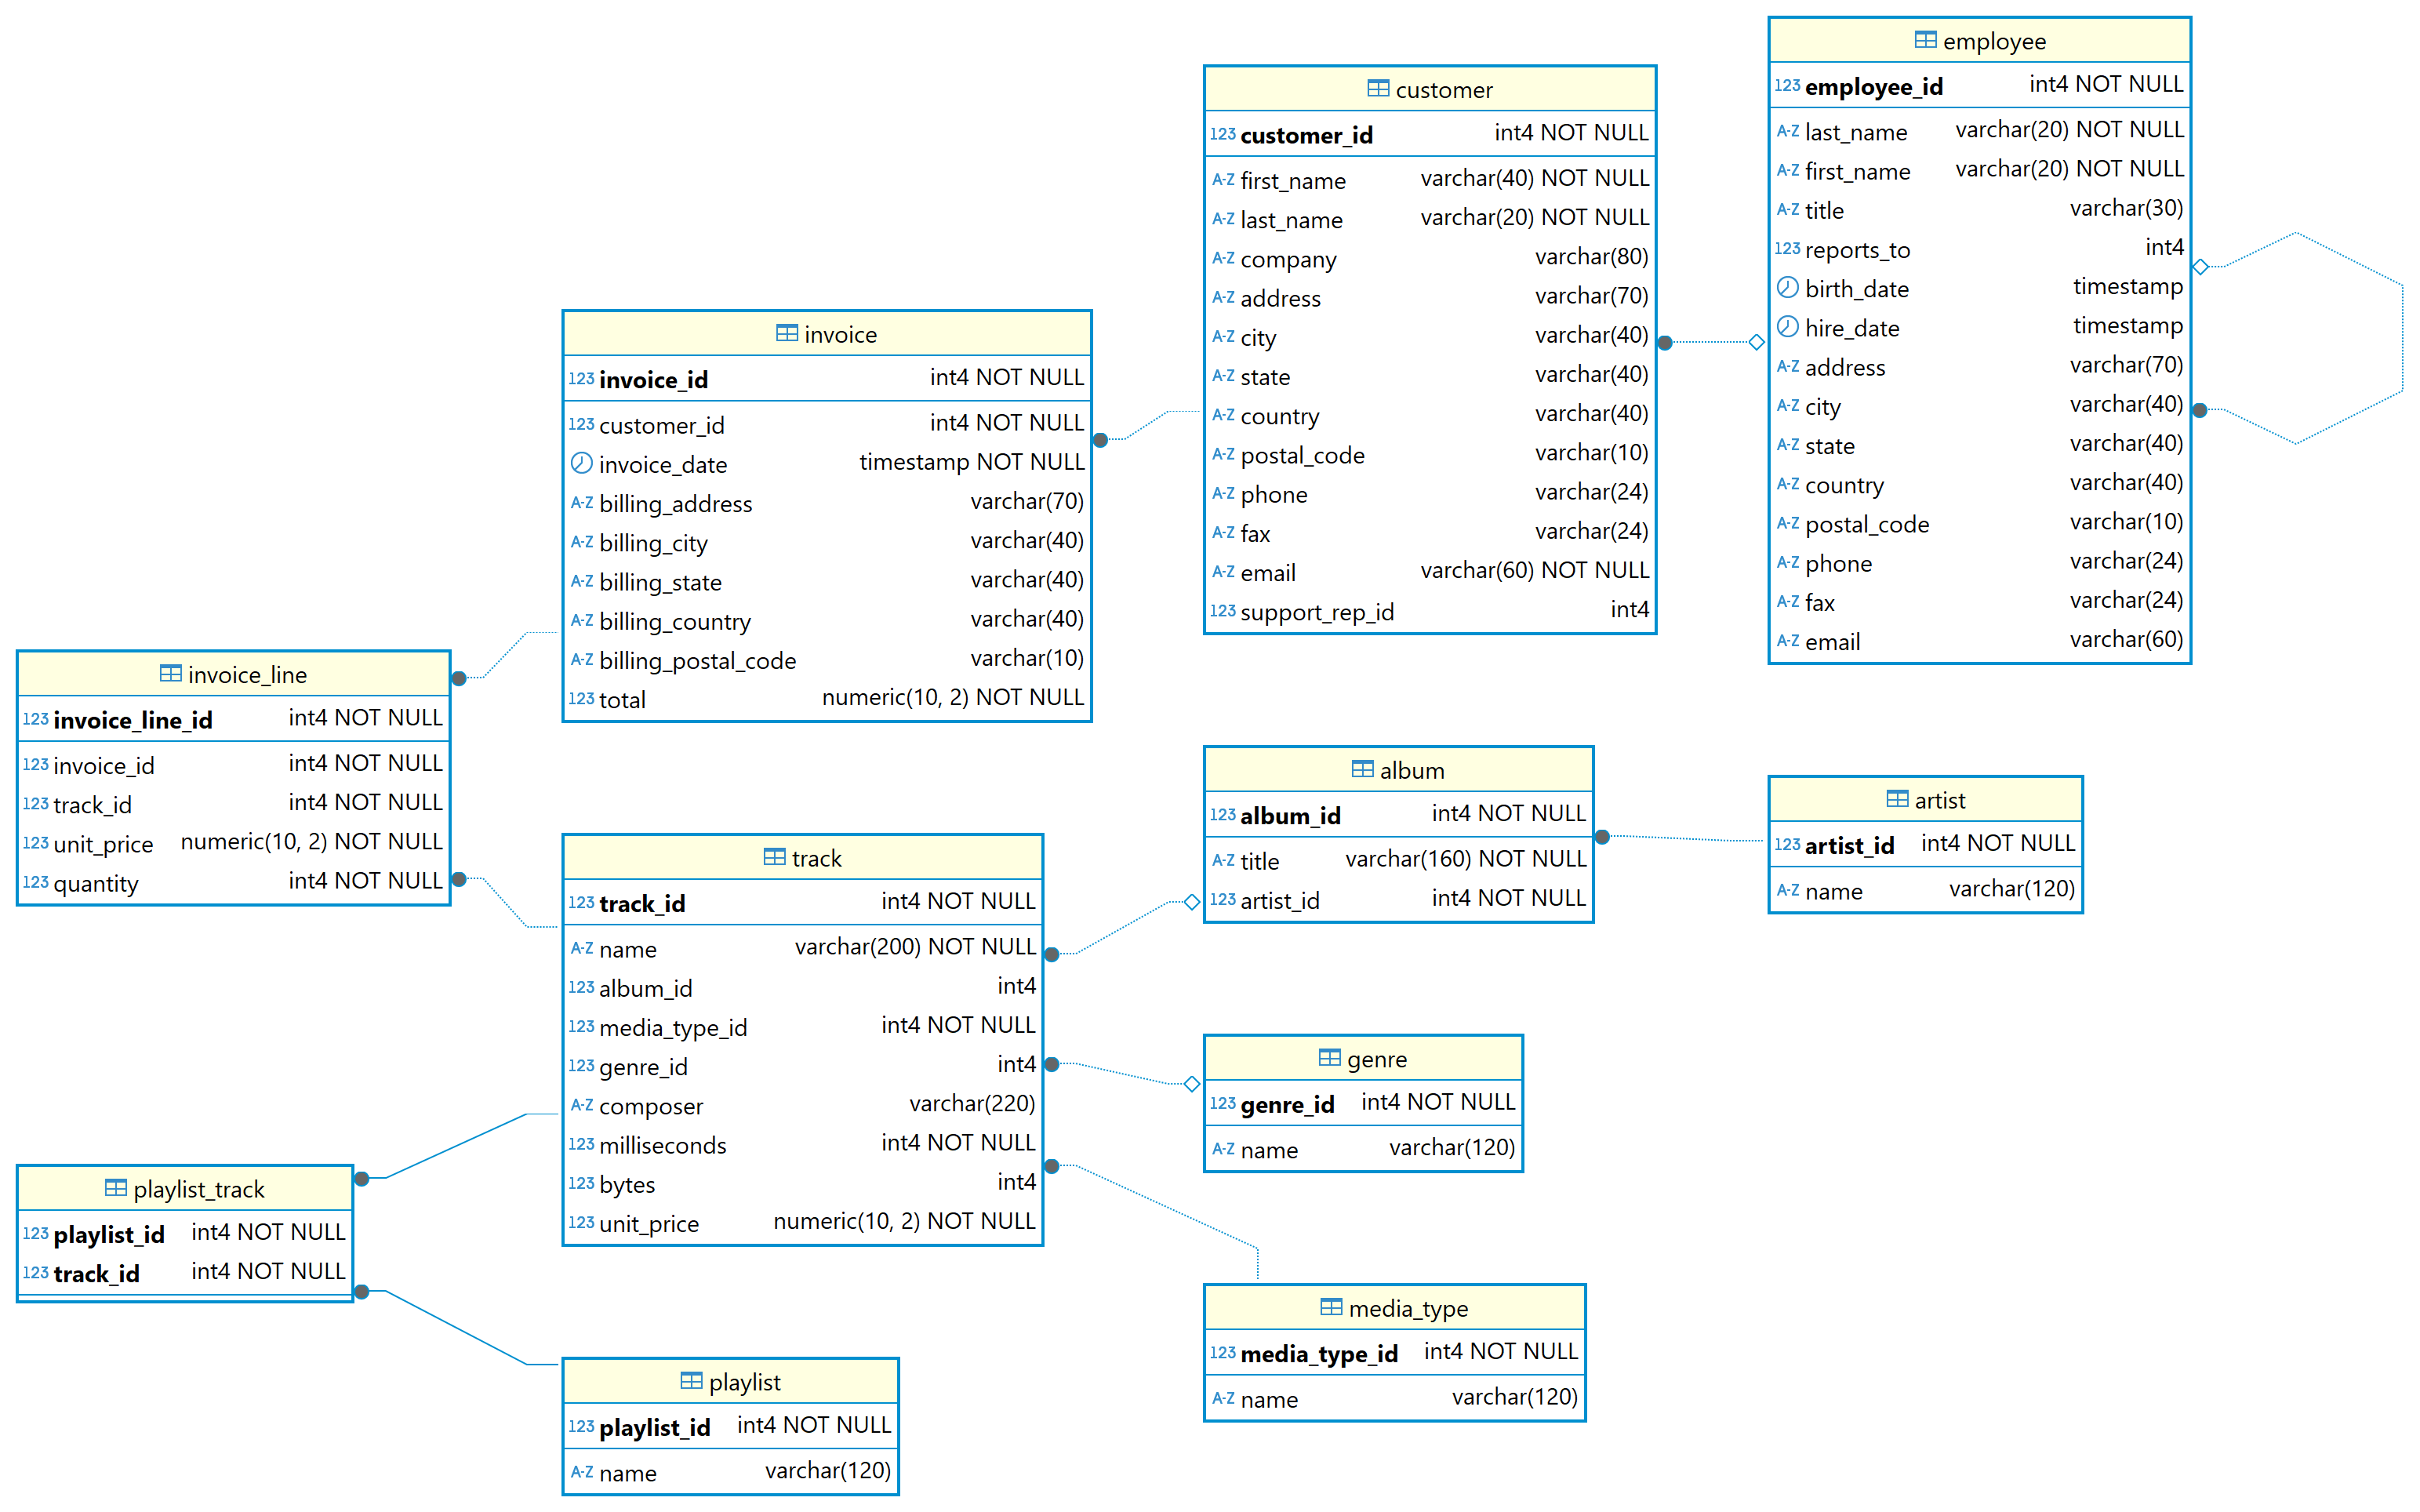 employee
123 employee_id int4 NOT NULL
A-Z last_name varchar(20) NOT NULL
A-Z first_name varchar(20) NOT NULL
A-Z title varchar(30)
123 reports_to int4
birth_date timestamp
hire_date timestamp
A-Z address varchar(70)
A-Z city varchar(40)
A-Z state varchar(40)
A-Z country varchar(40)
A-Z postal_code varchar(10)
A-Z phone varchar(24)
A-Z fax varchar(24)
A-Z email varchar(60)
customer
123 customer_id int4 NOT NULL
A-Z first_name varchar(40) NOT NULL
A-Z last_name varchar(20) NOT NULL
A-Z company varchar(80)
A-Z address varchar(70)
A-Z city varchar(40)
A-Z state varchar(40)
A-Z country varchar(40)
A-Z postal_code varchar(10)
A-Z phone varchar(24)
A-Z fax varchar(24)
A-Z email varchar(60) NOT NULL
123 support_rep_id int4
invoice
123 invoice_id int4 NOT NULL
123 customer_id int4 NOT NULL
invoice_date timestamp NOT NULL
A-Z billing_address varchar(70)
A-Z billing_city varchar(40)
A-Z billing_state varchar(40)
A-Z billing_country varchar(40)
A-Z billing_postal_code varchar(10)
123 total numeric(10, 2) NOT NULL
invoice_line
123 invoice_line_id int4 NOT NULL
123 invoice_id int4 NOT NULL
123 track_id int4 NOT NULL
123 unit_price numeric(10, 2) NOT NULL
123 quantity int4 NOT NULL
album
123 album_id int4 NOT NULL
A-Z title varchar(160) NOT NULL
123 artist_id int4 NOT NULL
artist
123 artist_id int4 NOT NULL
A-Z name varchar(120)
track
123 track_id int4 NOT NULL
A-Z name varchar(200) NOT NULL
123 album_id int4
123 media_type_id int4 NOT NULL
123 genre_id int4
A-Z composer varchar(220)
123 milliseconds int4 NOT NULL
123 bytes int4
123 unit_price numeric(10, 2) NOT NULL
genre
123 genre_id int4 NOT NULL
A-Z name varchar(120)
playlist_track
123 playlist_id int4 NOT NULL
123 track_id int4 NOT NULL
media_type
123 media_type_id int4 NOT NULL
A-Z name varchar(120)
playlist
123 playlist_id int4 NOT NULL
A-Z name varchar(120)